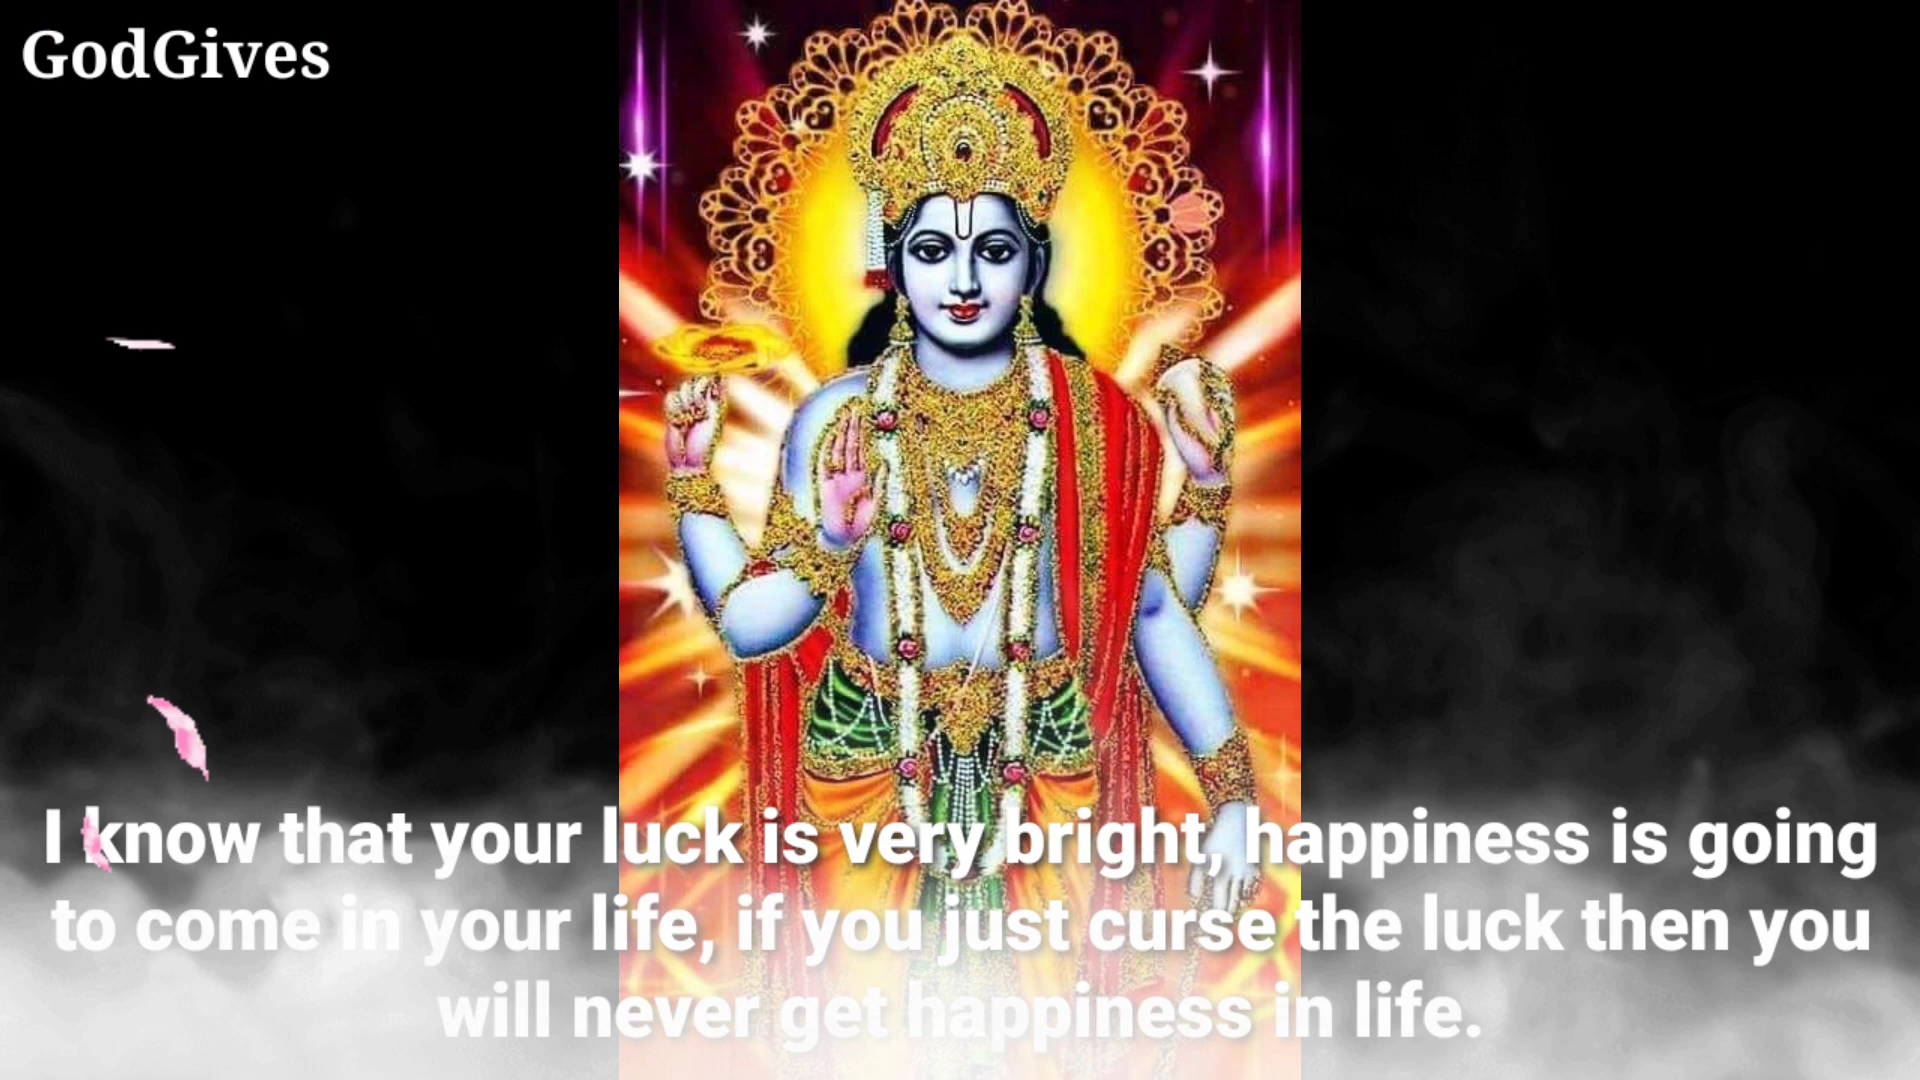 GodGives
I know that your luck is very bright, happiness is going
to come in your life, if you just curse the luck then you
will never get happiness in life.